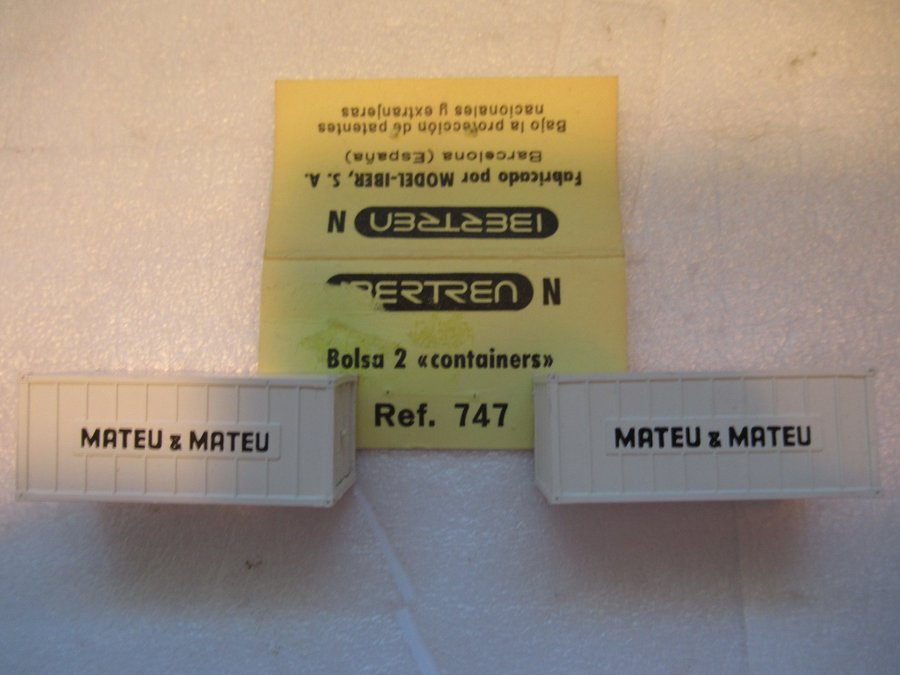 Bajo la protección de patentes
nacionales y extranjeras
Fabricado por MODEL-IBER, S. A.
Barcelona (España)
IBERTREN N
IBERTREN N
Bolsa 2 «containers»
Ref. 747
MATEU & MATEU
MATEU & MATEU